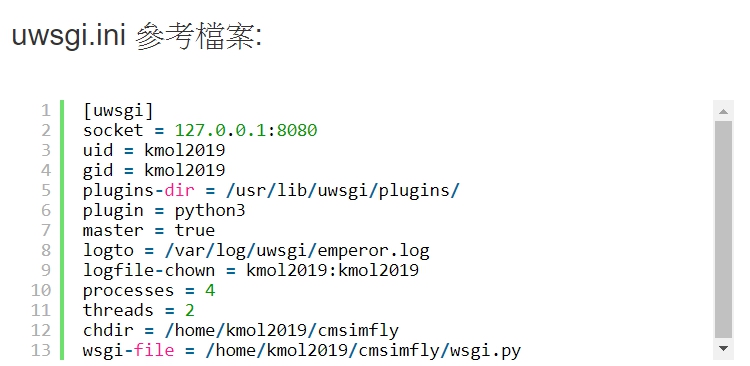 uwsgi.ini 參考檔案:
1 [uwsgi]
2 socket = 127.0.0.1:8080
3 uid = kmol2019
4 gid = kmol2019
5 plugins-dir = /usr/lib/uwsgi/plugins/
6 plugin = python3
7 master = true
8 logto = /var/log/uwsgi/emperor.log
9 logfile-chown = kmol2019:kmol2019
10 processes = 4
11 threads = 2
12 chdir = /home/kmol2019/cmsimfly
13 wsgi-file = /home/kmol2019/cmsimfly/wsgi.py